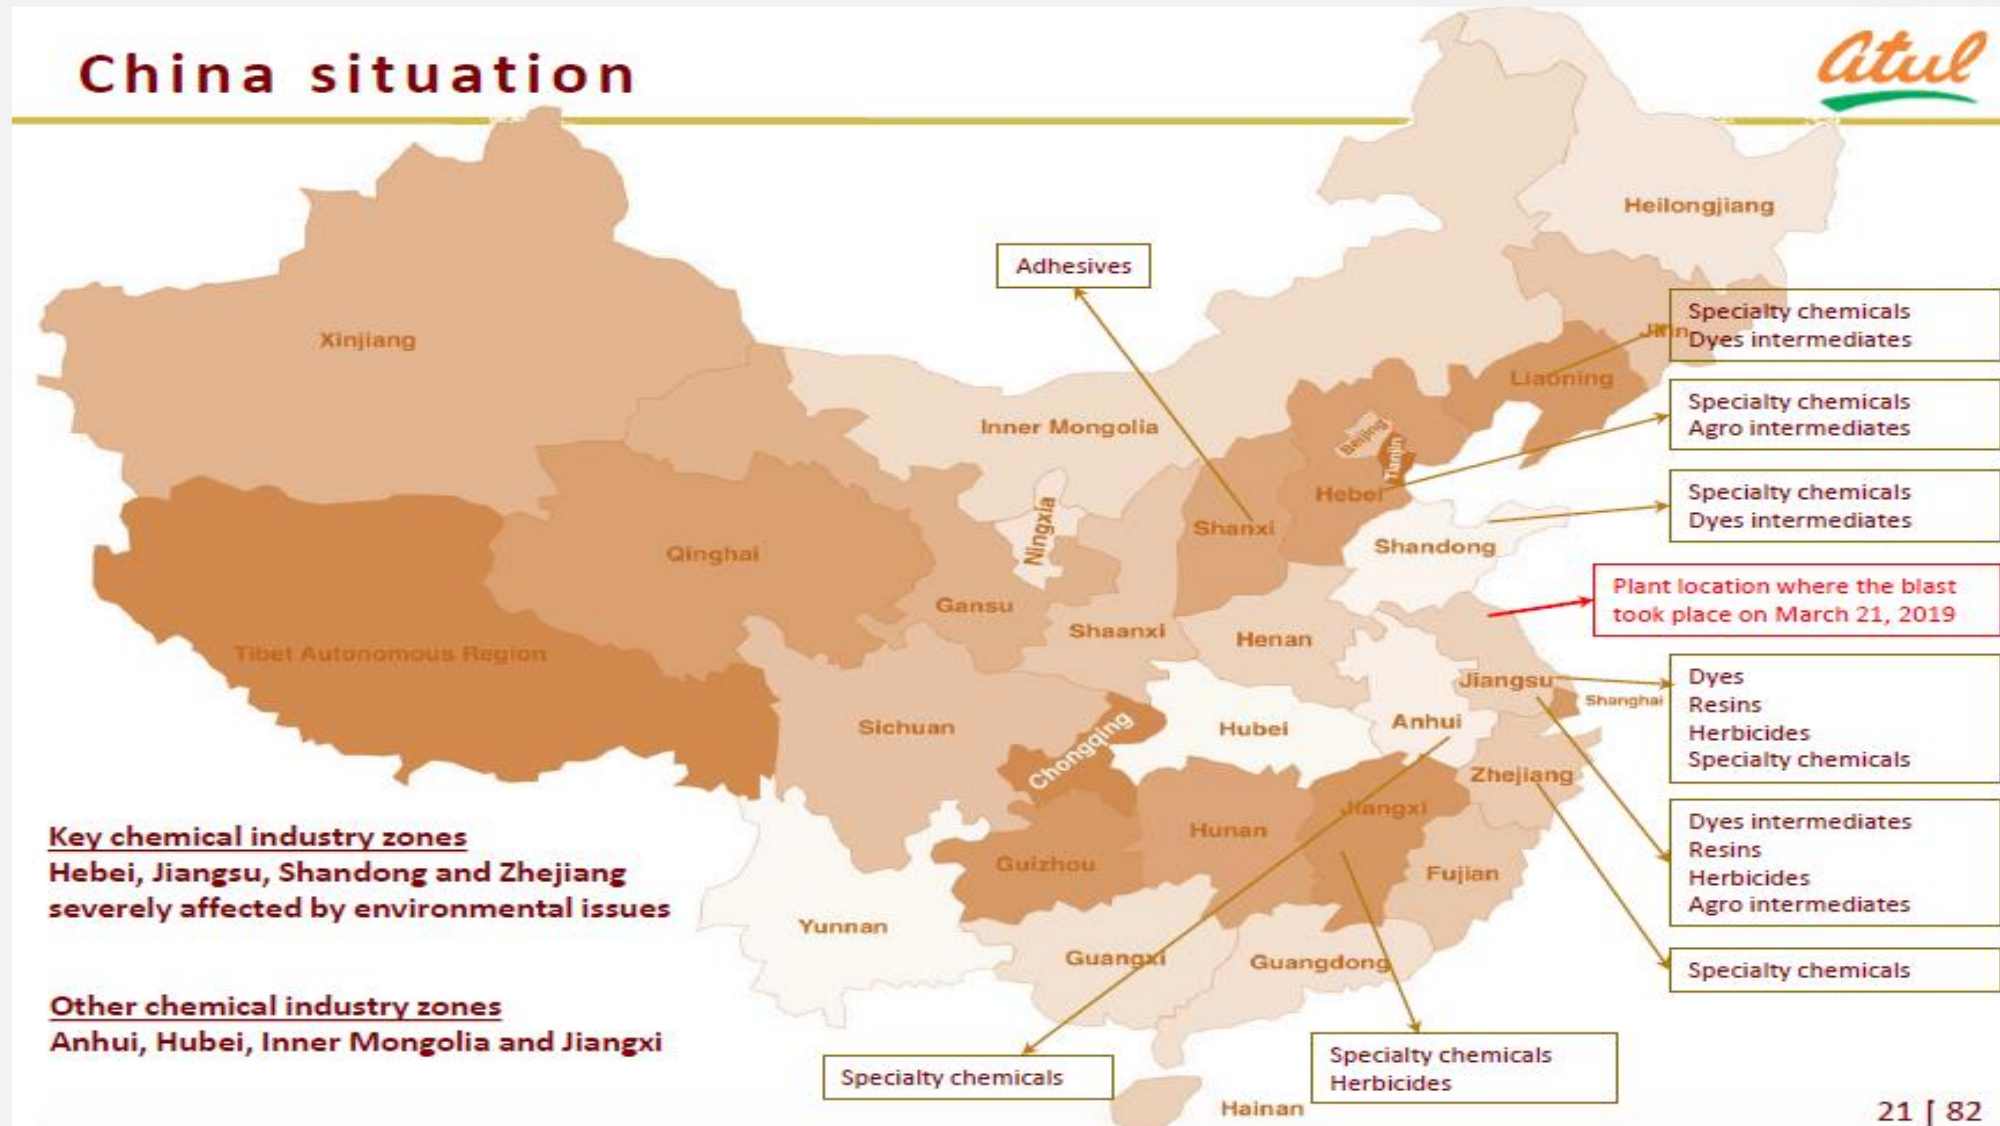 China situation
atul
Heilongjiang
Adhesives
Specialty chemicals
Dyes intermediates
Xinjiang
Liaoning
Specialty chemicals
Agro intermediates
Inner Mongolia
Beijing
Tianjin
Hebei
Specialty chemicals
Dyes intermediates
Ningxia
Shanxi
Shandong
Qinghai
Plant location where the blast
took place on March 21, 2019
Gansu
Shaanxi
Henan
Tibet Autonomous Region
Jiangsu
Shanghai
Dyes
Resins
Herbicides
Specialty chemicals
Sichuan
Chongqing
Hubei
Anhui
Zhejiang
Jiangxi
Hunan
Dyes intermediates
Resins
Herbicides
Agro intermediates
Key chemical industry zones
Hebei, Jiangsu, Shandong and Zhejiang
severely affected by environmental issues
Guizhou
Fujian
Yunnan
Guangxi
Guangdong
Specialty chemicals
Other chemical industry zones
Anhui, Hubei, Inner Mongolia and Jiangxi
Specialty chemicals
Specialty chemicals
Herbicides
Hainan
21 | 82